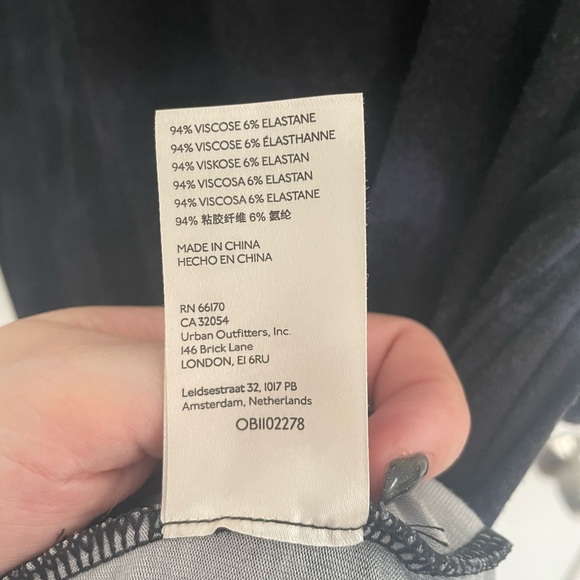 94% VISCOSE 6% ELASTANE
94% VISCOSE 6% ÉLASTHANNE
94% VISKOSE 6% ELASTAN
94% VISCOSA 6% ELASTAN
94% VISCOSA 6% ELASTANE
94% 粘胶纤维 6% 氨纶
MADE IN CHINA
HECHO EN CHINA
RN 66170
CA 32054
Urban Outfitters, Inc.
146 Brick Lane
LONDON, E1 6RU
Leidsestraat 32, 1017 PB
Amsterdam, Netherlands
OB1102278